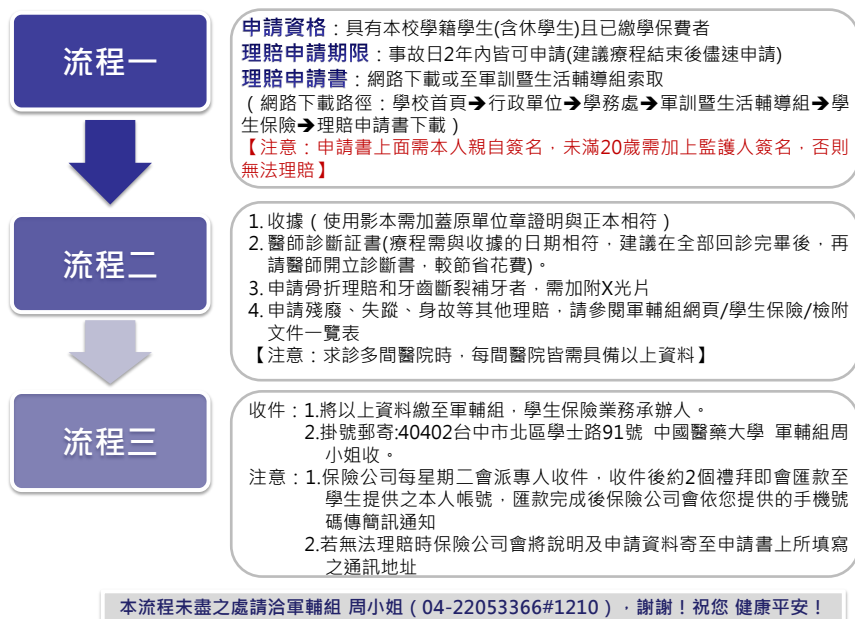 流程一
申請資格：具有本校學籍學生(含休學生)且已繳學保費者
理賠申請期限：事故日2年內皆可申請(建議療程結束後儘速申請)
理賠申請書：網路下載或至軍訓暨生活輔導組索取
（網路下載路徑：學校首頁➔行政單位➔學務處➔軍訓暨生活輔導組➔學
生保險➔理賠申請書下載）
【注意：申請書上面需本人親自簽名，未滿20歲需加上監護人簽名，否則
無法理賠】
流程二
1. 收據（使用影本需加蓋原單位章證明與正本相符）
2. 醫師診斷証書(療程需與收據的日期相符，建議在全部回診完畢後，再
請醫師開立診斷書，較節省花費)。
3. 申請骨折理賠和牙齒斷裂補牙者，需加附X光片
4. 申請殘廢、失蹤、身故等其他理賠，請參閱軍輔組網頁/學生保險/檢附
文件一覽表
【注意：求診多間醫院時，每間醫院皆需具備以上資料】
流程三
收件：1.將以上資料繳至軍輔組，學生保險業務承辦人。
2.掛號郵寄:40402台中市北區學士路91號 中國醫藥大學 軍輔組周
小姐收。
注意：1.保險公司每星期二會派專人收件，收件後約2個禮拜即會匯款至
學生提供之本人帳號，匯款完成後保險公司會依您提供的手機號
碼傳簡訊通知
2.若無法理賠時保險公司會將說明及申請資料寄至申請書上所填寫
之通訊地址
本流程未盡之處請洽軍輔組 周小姐（04-22053366#1210），謝謝！祝您 健康平安！